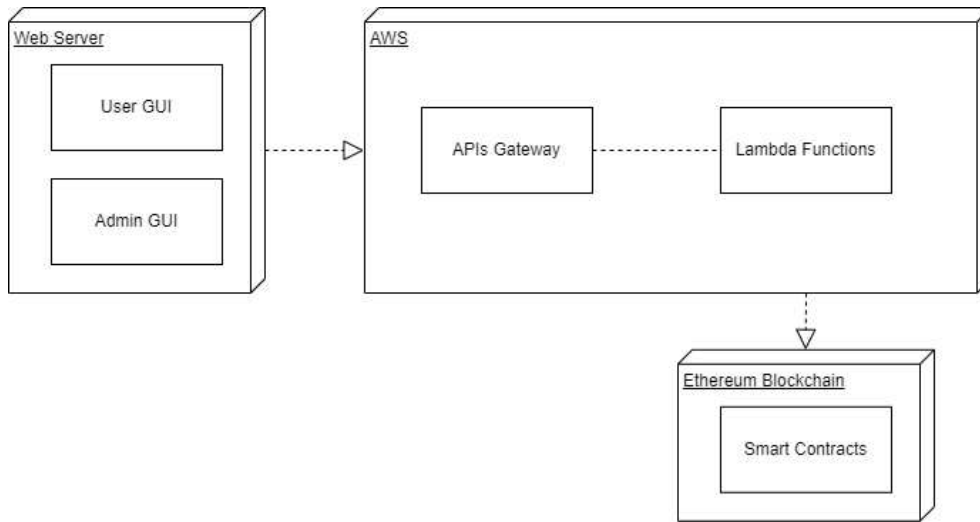 Web Server
User GUI
Admin GUI
AWS
APIs Gateway
Lambda Functions
Ethereum Blockchain
Smart Contracts